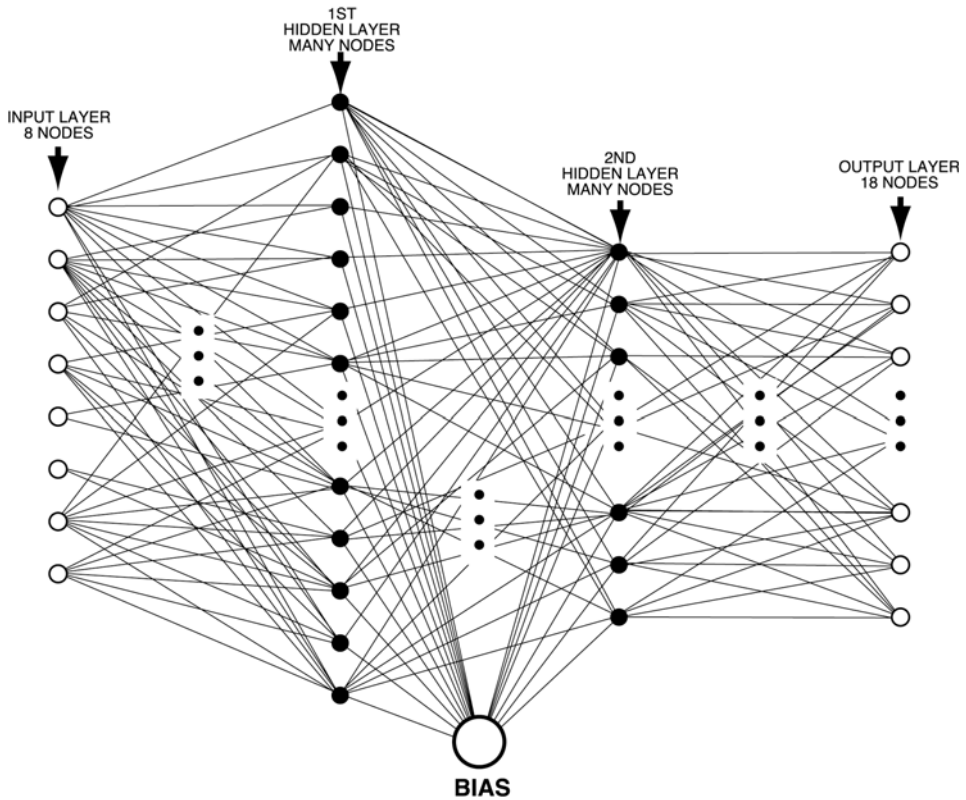 1ST
HIDDEN LAYER
MANY NODES
INPUT LAYER
8 NODES
2ND
HIDDEN LAYER
MANY NODES
OUTPUT LAYER
18 NODES
BIAS